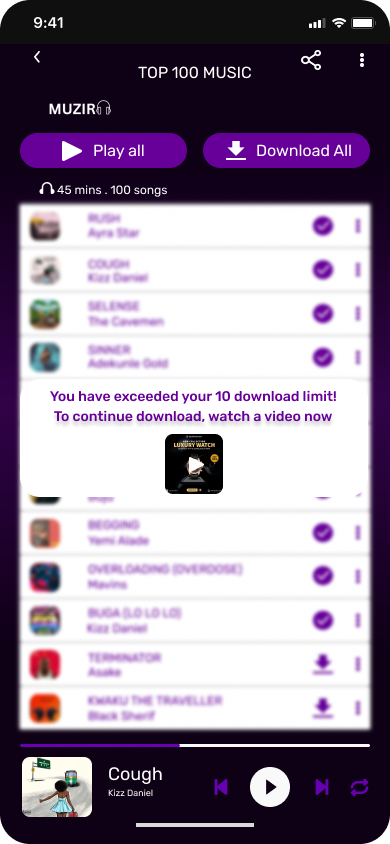 9:41
TOP 100 MUSIC
MUZIR
Play all
Download All
45 mins . 100 songs
RUSH
Ayra Star
COUGH
Kizz Daniel
SELENSE
The Cavemen
SINNER
Adekunle Gold
You have exceeded your 10 download limit!
To continue download, watch a video now
LUXURY WATCH
BEGGING
Yemi Alade
OVERLOADING (OVERDOSE)
Mavins
BUGA (LO LO LO)
Kizz Daniel
TERMINATOR
Asake
KWAKU THE TRAVELLER
Black Sherif
Cough
Kizz Daniel